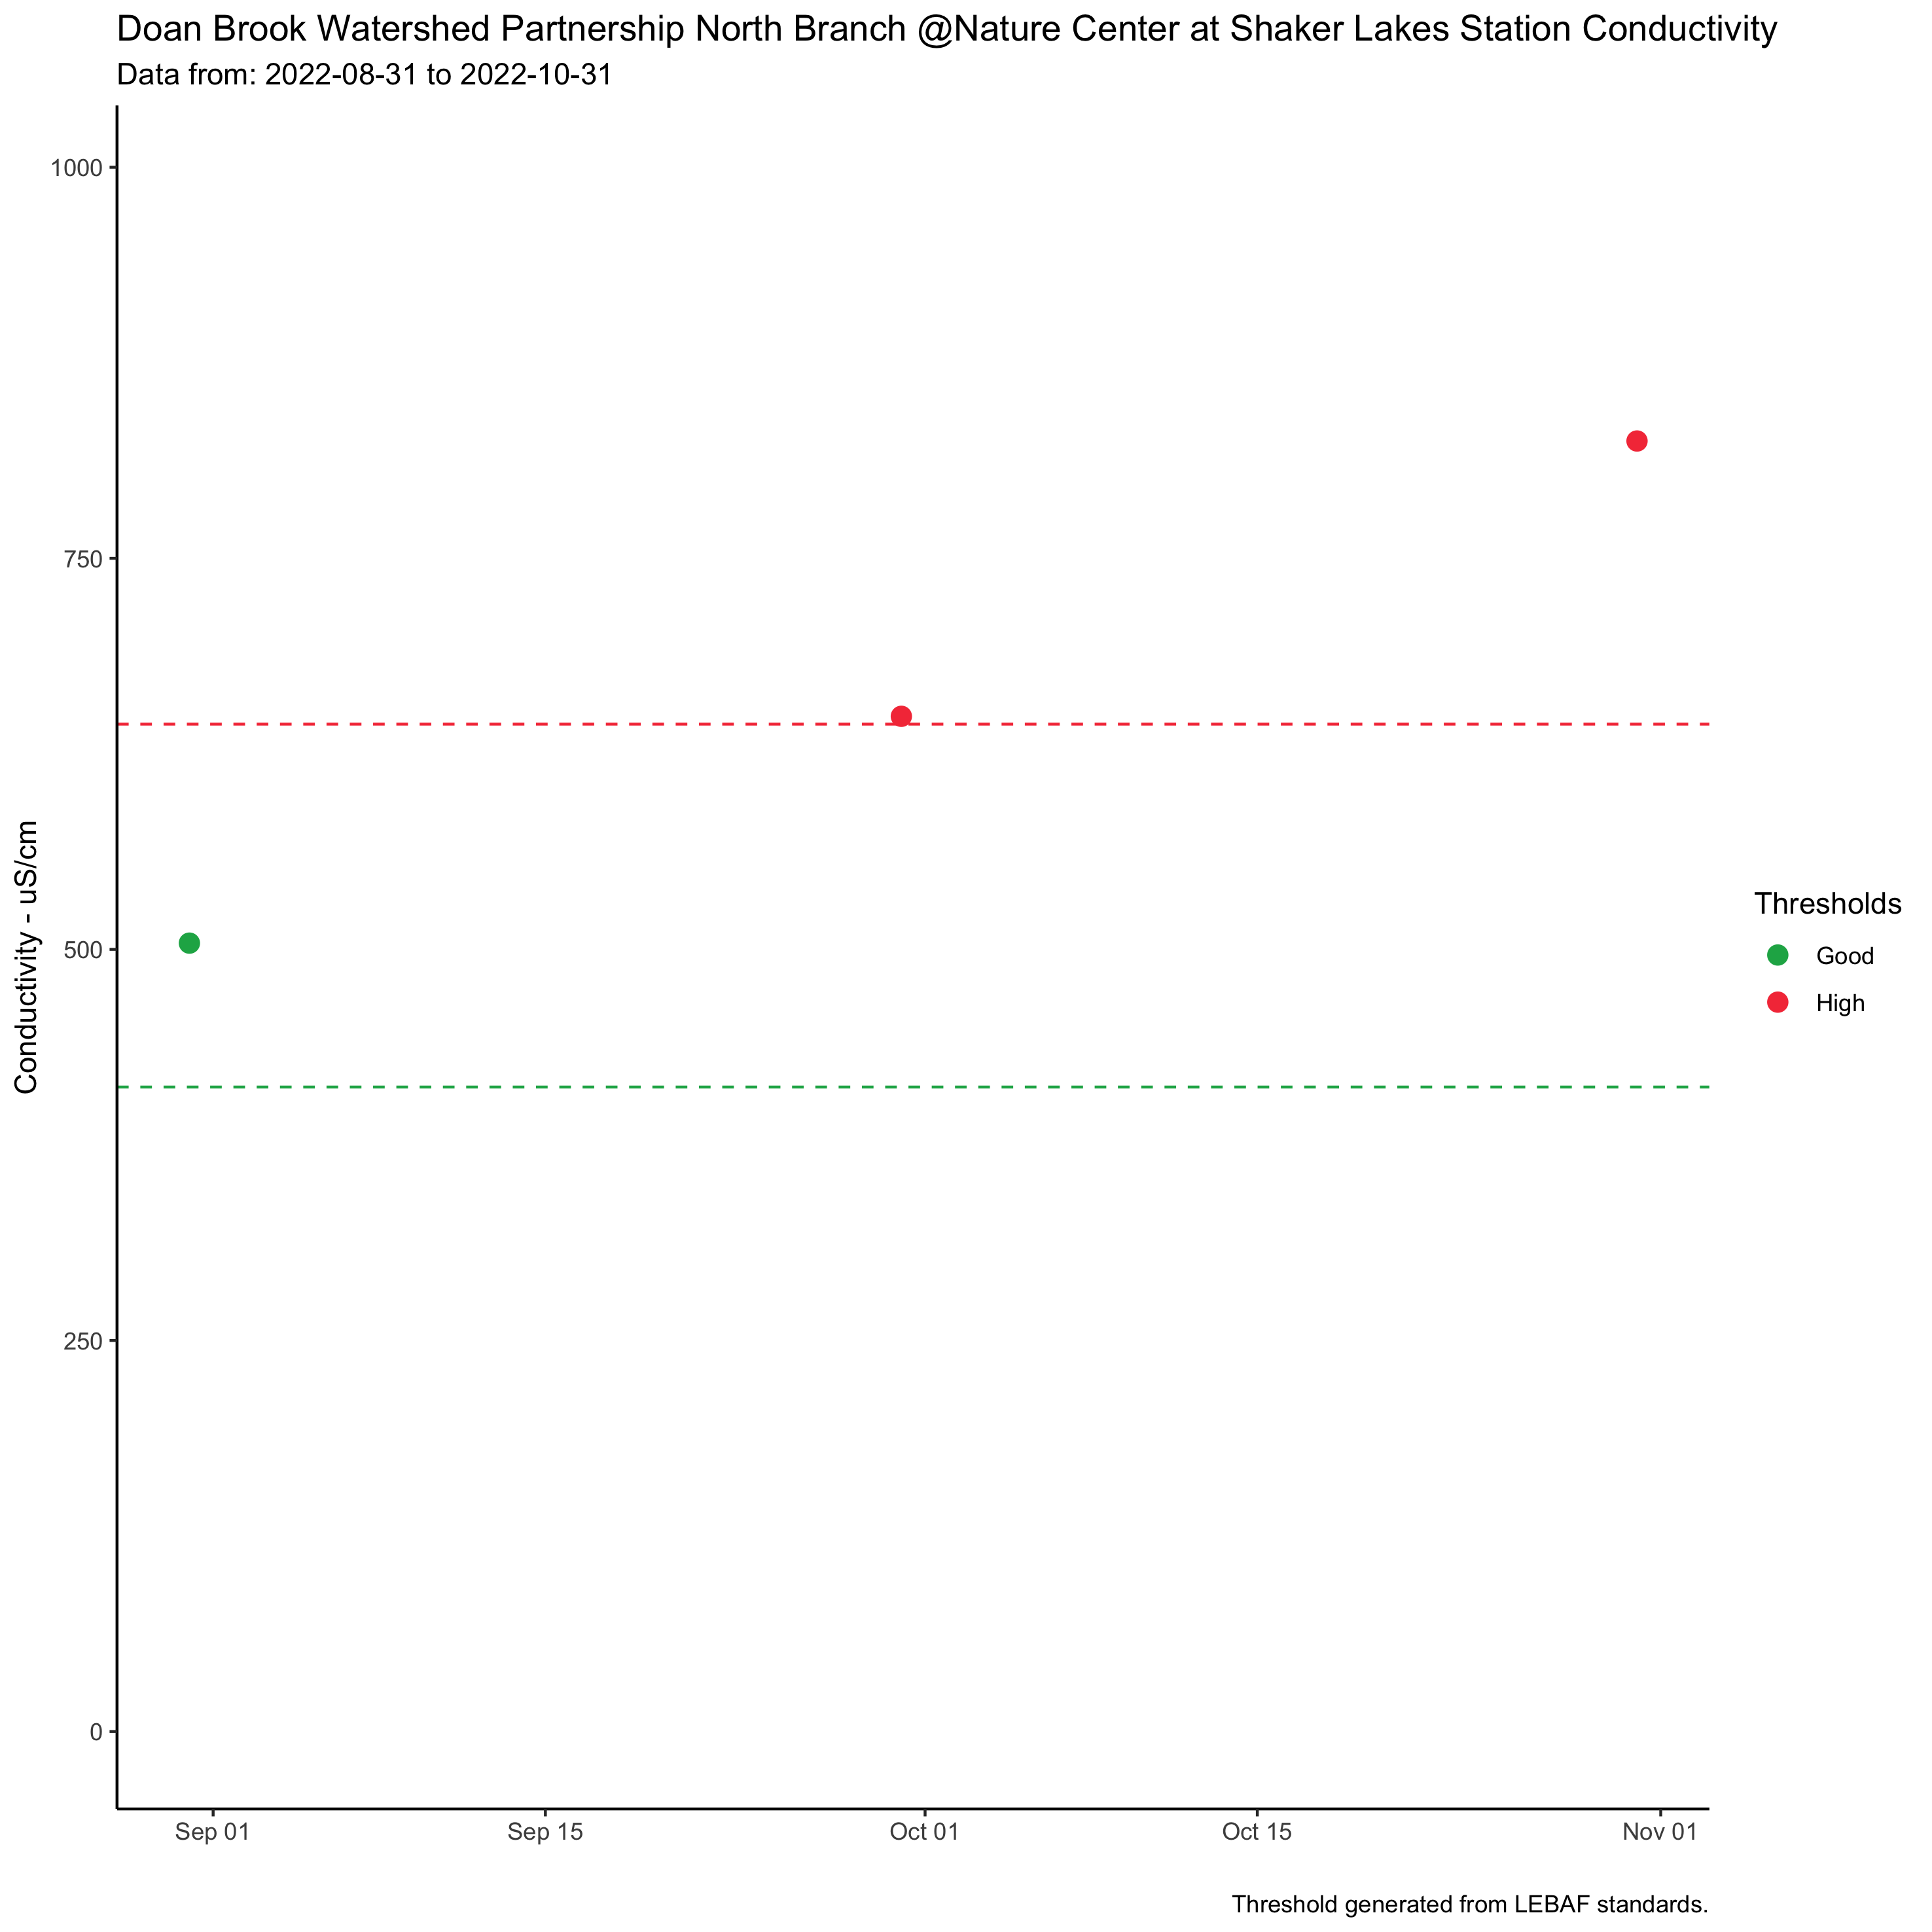 Doan Brook Watershed Partnership North Branch @Nature Center at Shaker Lakes Station Conductivity
Data from: 2022-08-31 to 2022-10-31
1000
750
500
250
0
Conductivity - uS/cm
Thresholds
Good
High
Sep 01
Sep 15
Oct 01
Oct 15
Nov 01
Threshold generated from LEBAF standards.